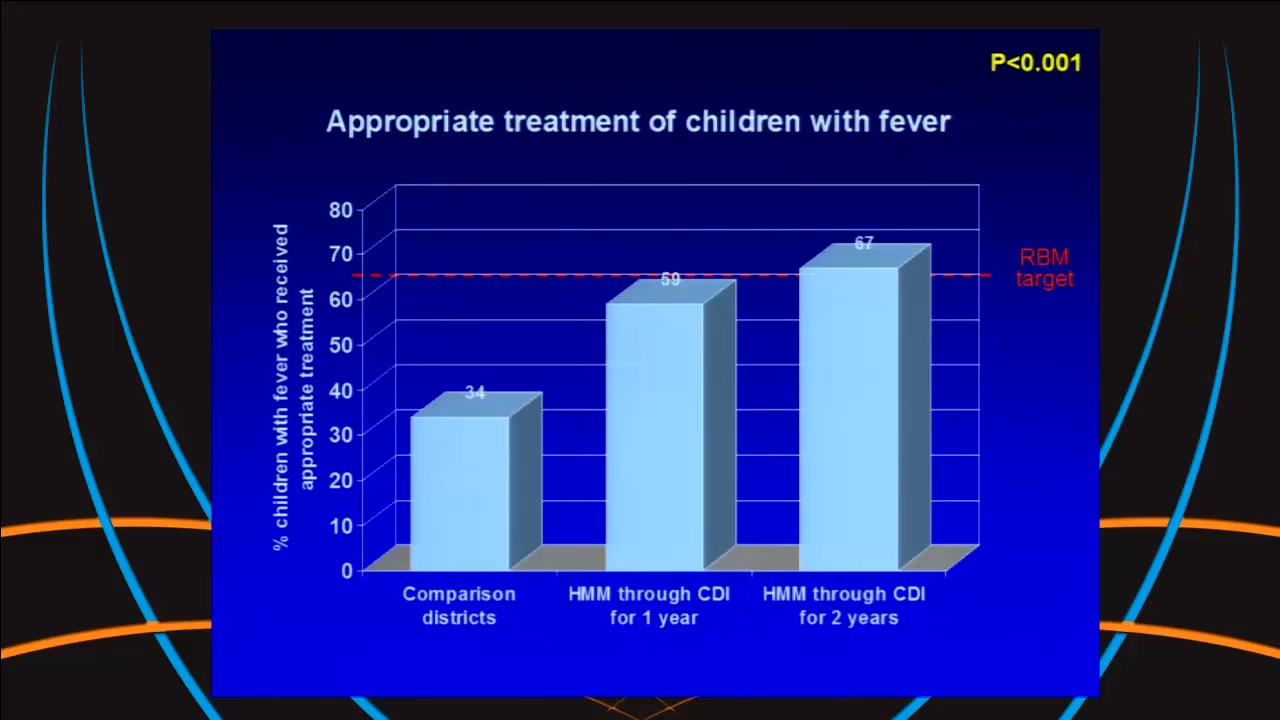 P<0.001
Appropriate treatment of children with fever
% children with fever who received
appropriate treatment
80
70
60
50
40
30
20
10
0
34
59
67
RBM
target
Comparison
districts
HMM through CDI
for 1 year
HMM through CDI
for 2 years